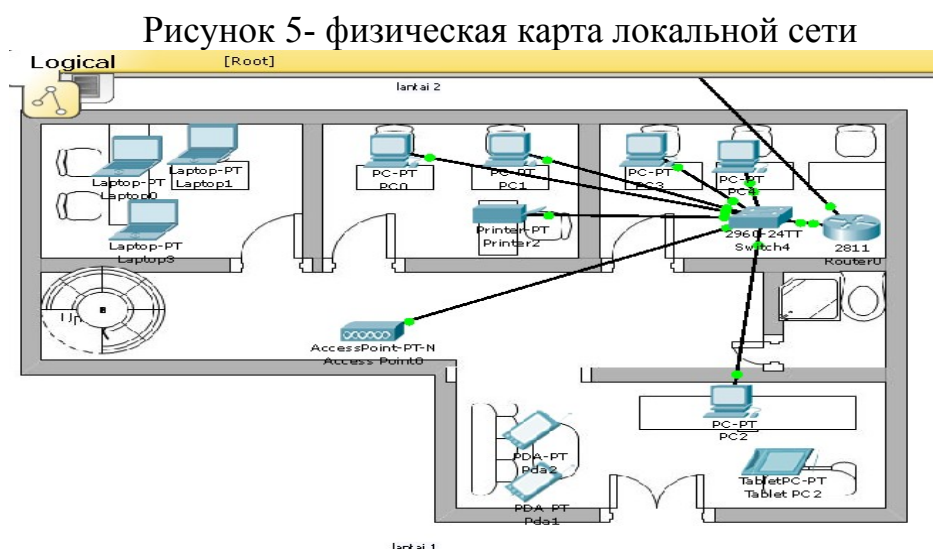 Рисунок 5- физическая карта локальной сети
Logical [Root]
lantai 2
Laptop-PT
Laptop0
Laptop-PT
Laptop1
Laptop-PT
Laptop3
PC-PT
PC0
PC-PT
PC1
Printer-PT
Printer2
PC-PT
PC3
PC-PT
PC4
2960-24TT
Switch4
2811
Router0
Up
AccessPoint-PT-N
Access Point0
PC-PT
PC2
PDA-PT
Pda2
PDA-PT
Pda1
TabletPC-PT
Tablet PC2
lantai 1